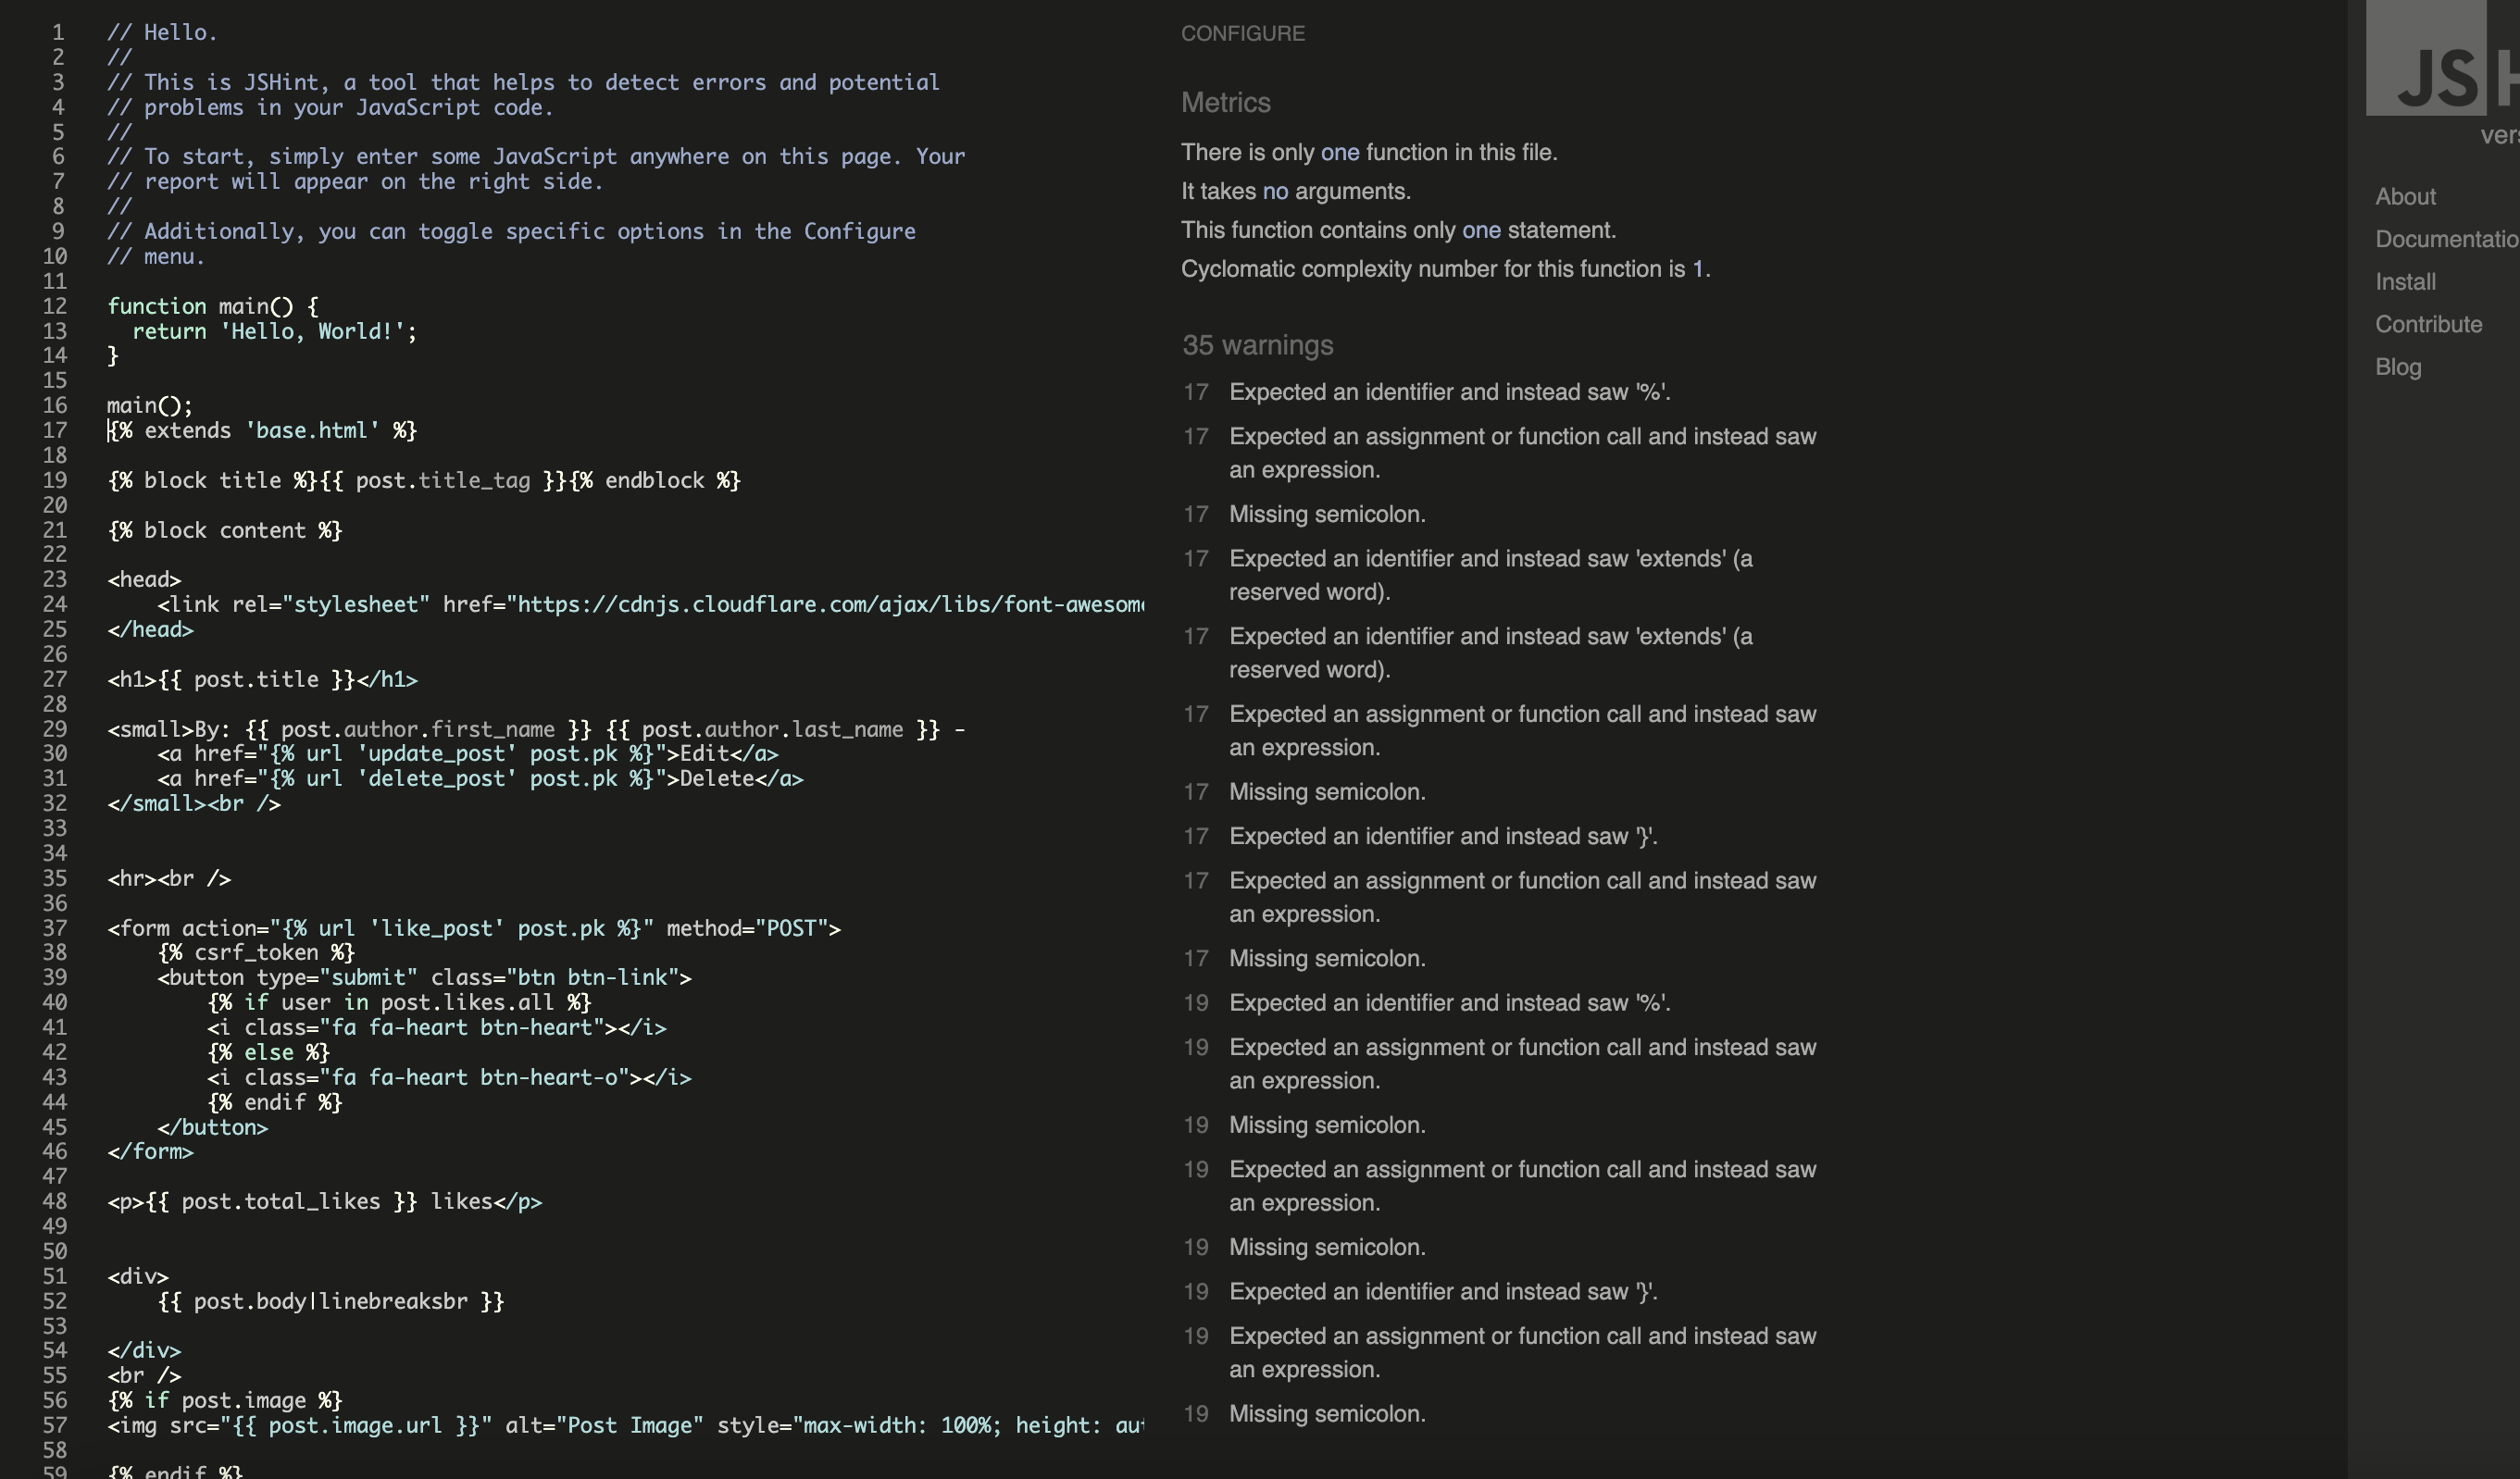 1 // Hello.
2 //
3 // This is JSHint, a tool that helps to detect errors and potential
4 // problems in your JavaScript code.
5 //
6 // To start, simply enter some JavaScript anywhere on this page. Your
7 // report will appear on the right side.
8 //
9 // Additionally, you can toggle specific options in the Configure
10 // menu.
11
12 function main() {
13   return 'Hello, World!';
14 }
15
16 main();
17 {% extends 'base.html' %}
18
19 {% block title %}{{ post.title_tag }}{% endblock %}
20
21 {% block content %}
22
23 <head>
24     <link rel="stylesheet" href="https://cdnjs.cloudflare.com/ajax/libs/font-awesome
25 </head>
26
27 <h1>{{ post.title }}</h1>
28
29 <small>By: {{ post.author.first_name }} {{ post.author.last_name }} -
30     <a href="{% url 'update_post' post.pk %}">Edit</a>
31     <a href="{% url 'delete_post' post.pk %}">Delete</a>
32 </small><br />
33
34
35 <hr><br />
36
37 <form action="{% url 'like_post' post.pk %}" method="POST">
38     {% csrf_token %}
39     <button type="submit" class="btn btn-link">
40         {% if user in post.likes.all %}
41         <i class="fa fa-heart btn-heart"></i>
42         {% else %}
43         <i class="fa fa-heart btn-heart-o"></i>
44         {% endif %}
45     </button>
46 </form>
47
48 <p>{{ post.total_likes }} likes</p>
49
50
51 <div>
52     {{ post.body|linebreaksbr }}
53
54 </div>
55 <br />
56 {% if post.image %}
57 <img src="{{ post.image.url }}" alt="Post Image" style="max-width: 100%; height: au
58
59 {% endif %}
CONFIGURE
Metrics
There is only one function in this file.
It takes no arguments.
This function contains only one statement.
Cyclomatic complexity number for this function is 1.
35 warnings
17 Expected an identifier and instead saw '%'.
17 Expected an assignment or function call and instead saw
an expression.
17 Missing semicolon.
17 Expected an identifier and instead saw 'extends' (a
reserved word).
17 Expected an identifier and instead saw 'extends' (a
reserved word).
17 Expected an assignment or function call and instead saw
an expression.
17 Missing semicolon.
17 Expected an identifier and instead saw '}'.
17 Expected an assignment or function call and instead saw
an expression.
17 Missing semicolon.
19 Expected an identifier and instead saw '%'.
19 Expected an assignment or function call and instead saw
an expression.
19 Missing semicolon.
19 Expected an assignment or function call and instead saw
an expression.
19 Missing semicolon.
19 Expected an identifier and instead saw '}'.
19 Expected an assignment or function call and instead saw
an expression.
19 Missing semicolon.
JS
vers
About
Documentatio
Install
Contribute
Blog